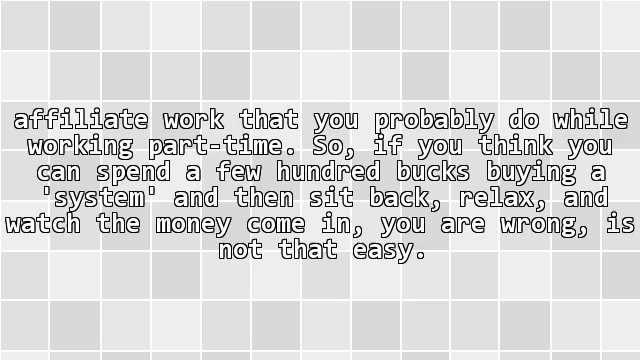 affiliate work that you probably do while
working part-time. So, if you think you
can spend a few hundred bucks buying a
'system' and then sit back, relax, and
watch the money come in, you are wrong, is
not that easy.